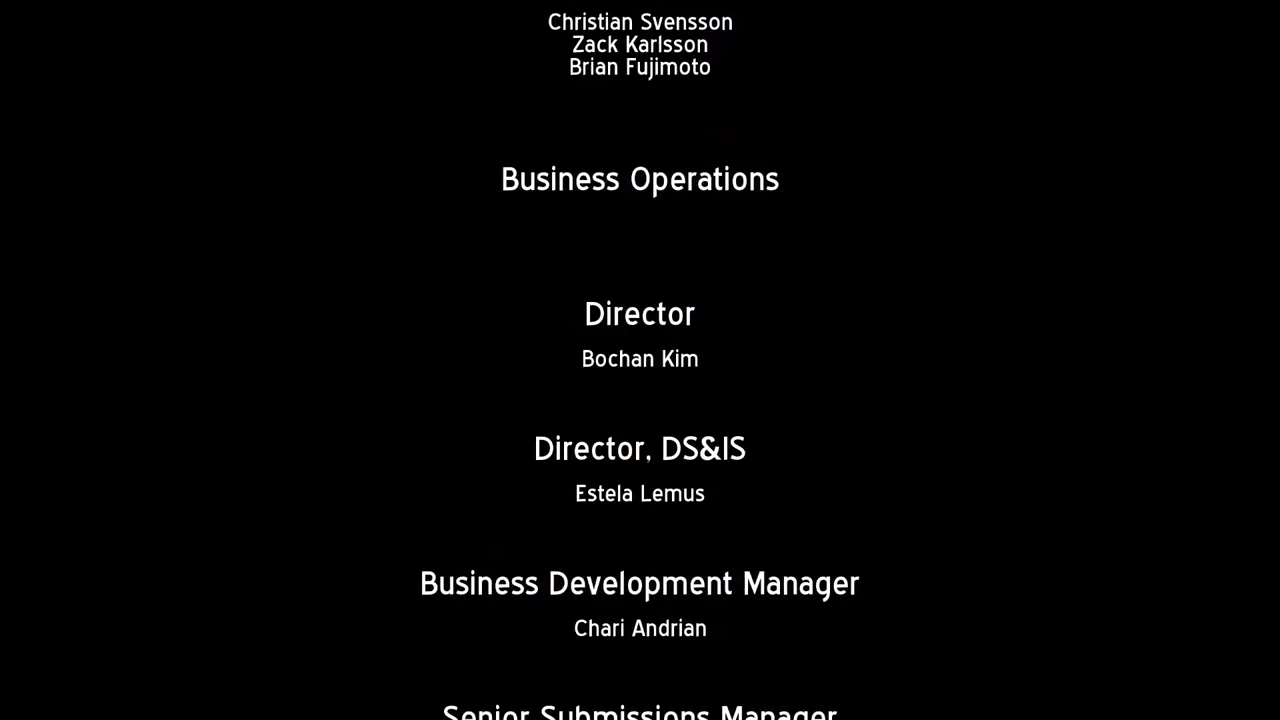 Christian Svensson
Zack Karlsson
Brian Fujimoto
Business Operations
Director
Bochan Kim
Director, DS&IS
Estela Lemus
Business Development Manager
Chari Andrian
Senior Submissions Manager